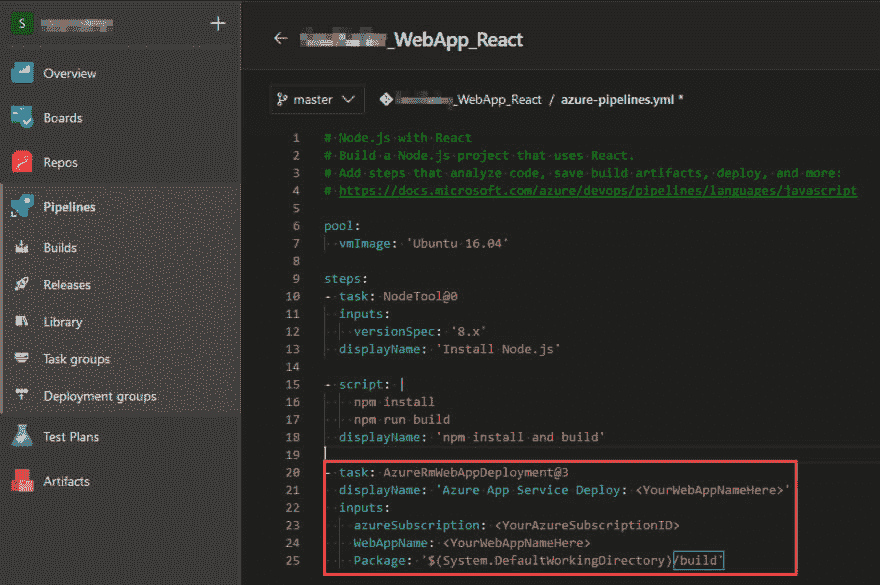 S
+
← _WebApp_React
Overview
Boards
Repos
Pipelines
Builds
Releases
Library
Task groups
Deployment groups
Test Plans
Artifacts
master _WebApp_React / azure-pipelines.yml *
1 # Node.js with React
2 # Build a Node.js project that uses React.
3 # Add steps that analyze code, save build artifacts, deploy, and more:
4 # https://docs.microsoft.com/azure/devops/pipelines/languages/javascript
5
6 pool:
7   vmImage: 'Ubuntu 16.04'
8
9 steps:
10 - task: NodeTool@0
11   inputs:
12     versionSpec: '8.x'
13   displayName: 'Install Node.js'
14
15 - script: |
16     npm install
17     npm run build
18   displayName: 'npm install and build'
19
20 - task: AzureRmWebAppDeployment@3
21   displayName: 'Azure App Service Deploy: <YourWebAppNameHere>'
22   inputs:
23     azureSubscription: <YourAzureSubscriptionID>
24     WebAppName: <YourWebAppNameHere>
25     Package: '$(System.DefaultWorkingDirectory)/build'